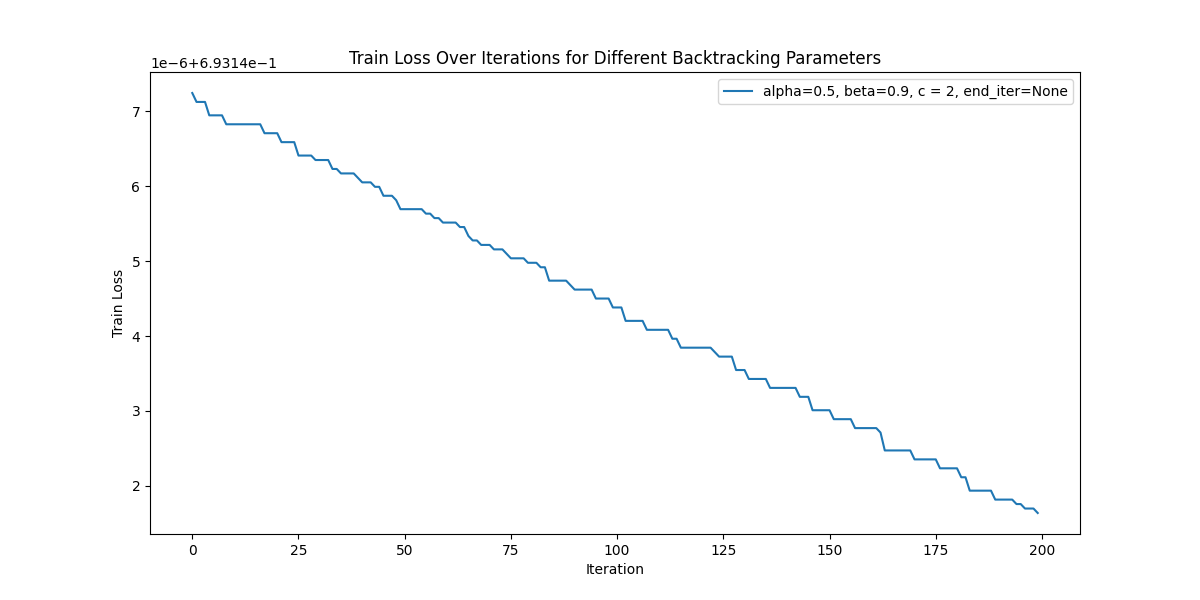 Train Loss Over Iterations for Different Backtracking Parameters
1e−6+6.9314e−1
alpha=0.5, beta=0.9, c = 2, end_iter=None
7
6
5
4
3
2
Train Loss
0 25 50 75 100 125 150 175 200
Iteration